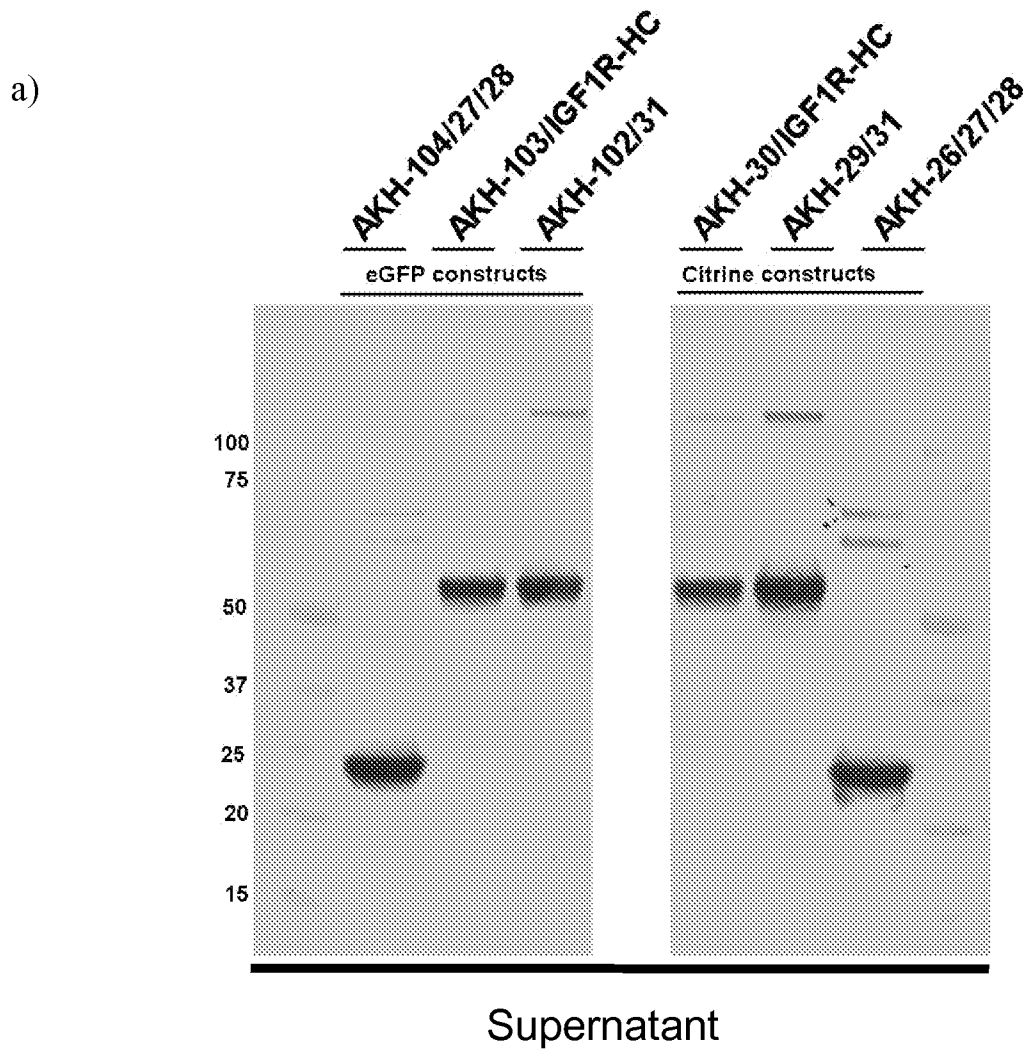 a)
AKH-104/27/28
AKH-103/IGF1R-HC
AKH-102/31
AKH-30/IGF1R-HC
AKH-29/31
AKH-26/27/28
eGFP constructs
Citrine constructs
100
75
50
37
25
20
15
Supernatant